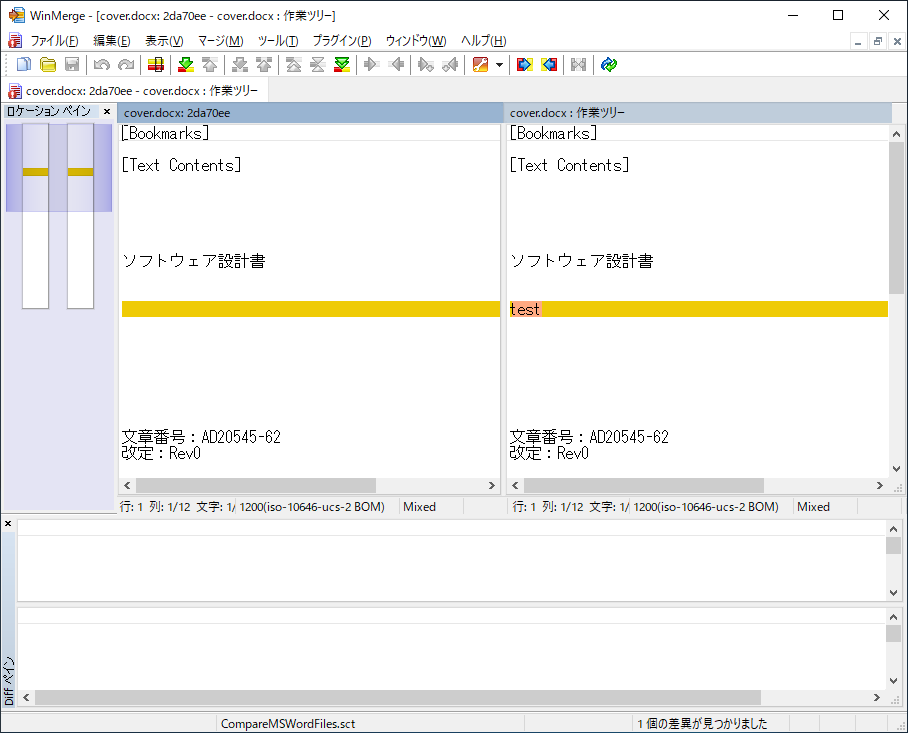 WinMerge - [cover.docx: 2da70ee - cover.docx : 作業ツリー]
ファイル(F) 編集(E) 表示(V) マージ(M) ツール(T) プラグイン(P) ウィンドウ(W) ヘルプ(H)
cover.docx: 2da70ee - cover.docx : 作業ツリー
ロケーション ペイン ×
cover.docx: 2da70ee
cover.docx : 作業ツリー
[Bookmarks]
[Text Contents]
ソフトウェア設計書
文章番号：AD20545-62
改定：Rev0
[Bookmarks]
[Text Contents]
ソフトウェア設計書
test
文章番号：AD20545-62
改定：Rev0
行: 1 列: 1/12 文字: 1/ 1200(iso-10646-ucs-2 BOM) Mixed
行: 1 列: 1/12 文字: 1/ 1200(iso-10646-ucs-2 BOM) Mixed
Diff ペイン
CompareMSWordFiles.sct
1 個の差異が見つかりました